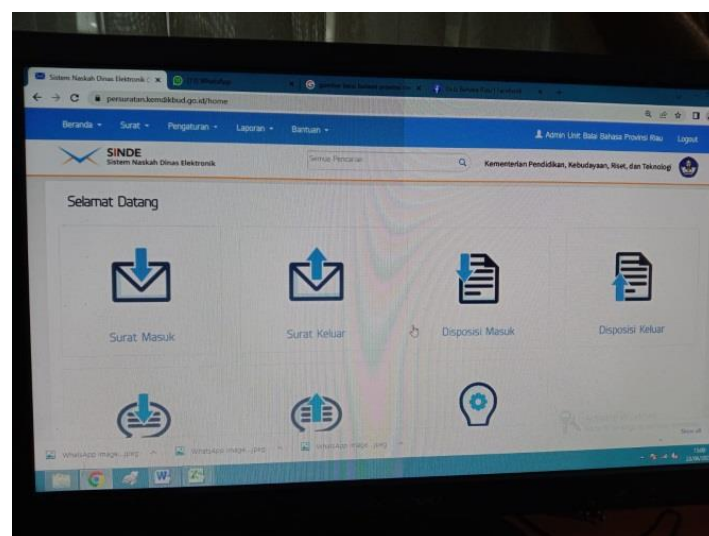 Sistem Naskah Dinas Elektronik :
WhatsApp
persuratan.kemdikbud.go.id/home
Beranda Surat Pengaturan Laporan Bantuan
Admin Unit Balai Bahasa Provinsi Riau Logout
SINDE
Sistem Naskah Dinas Elektronik
Semua Pencarian
Kementerian Pendidikan, Kebudayaan, Riset, dan Teknologi
Selamat Datang
Surat Masuk Surat Keluar Disposisi Masuk Disposisi Keluar
WhatsApp Image....jpeg WhatsApp Image....jpeg WhatsApp Image....jpeg
Show all